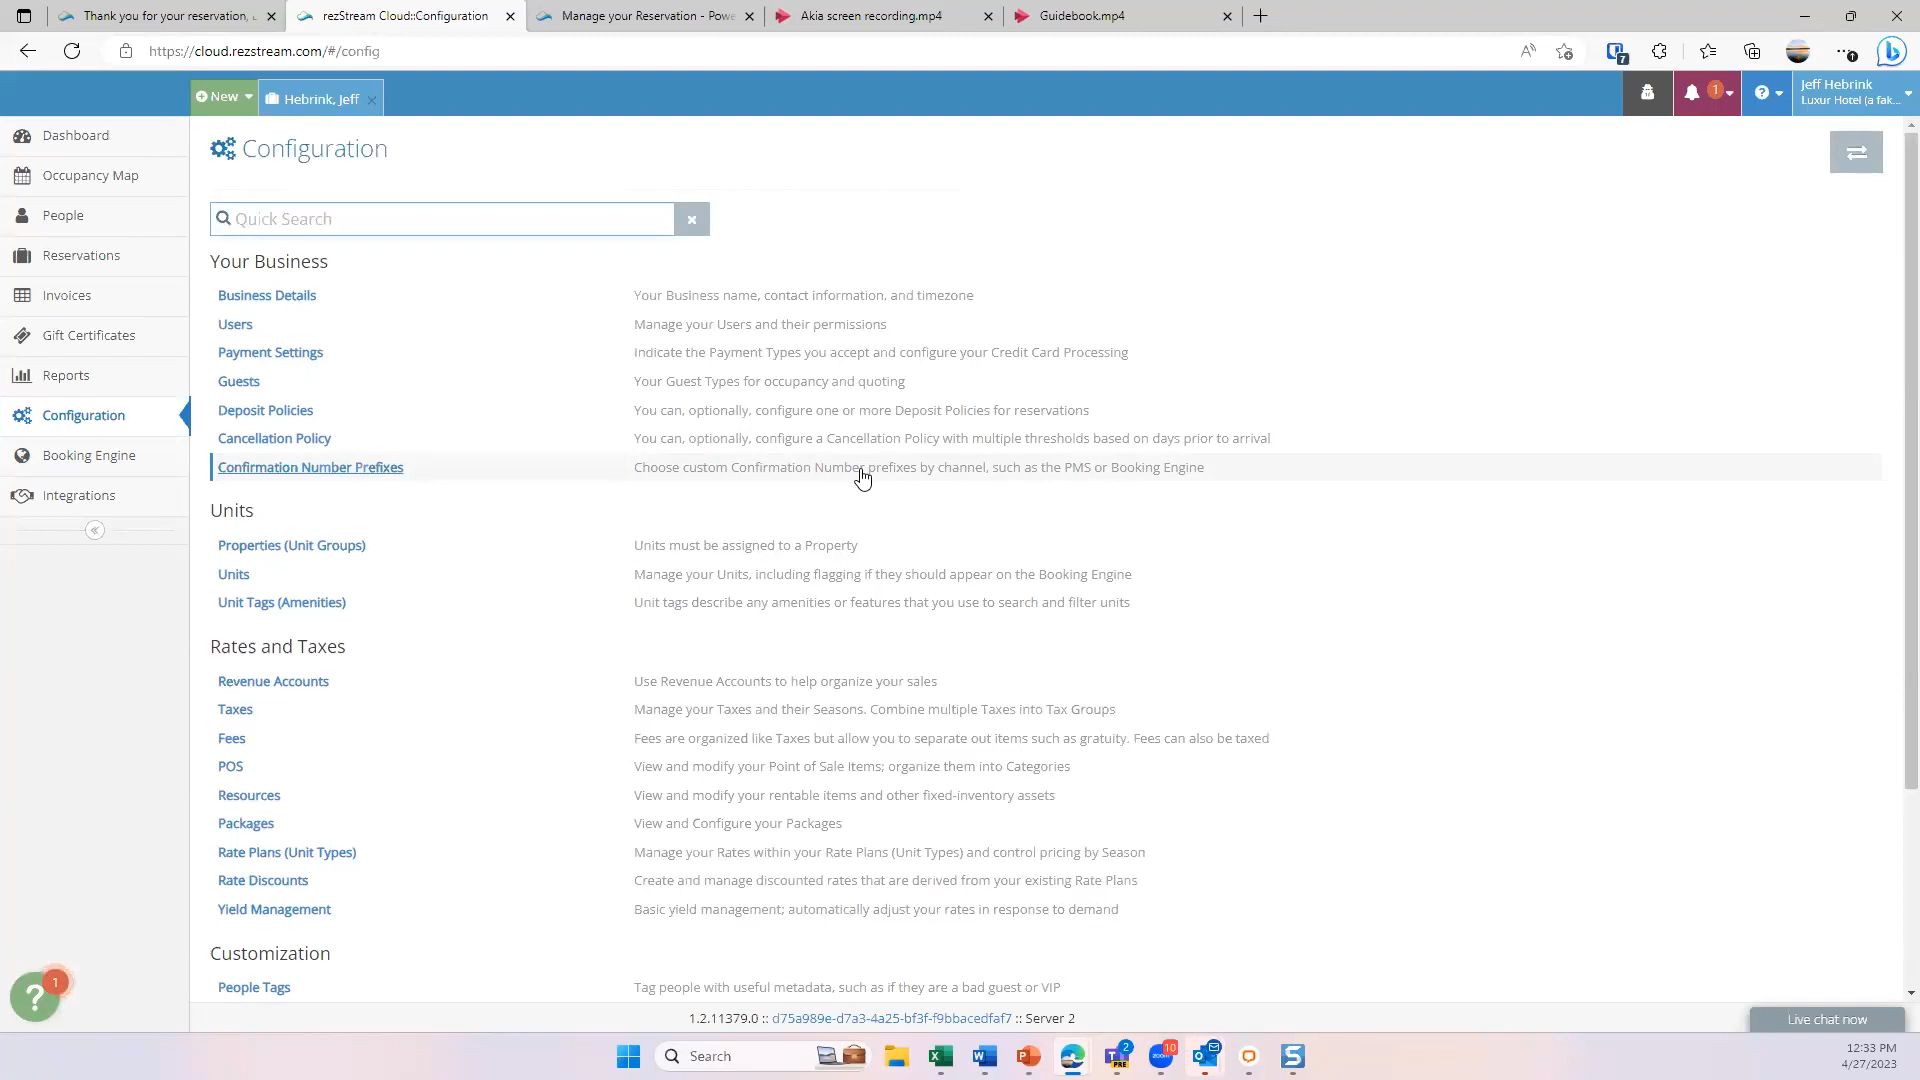 Thank you for your reservation,
rezStream Cloud::Configuration
Manage your Reservation - Powe
Akia screen recording.mp4
Guidebook.mp4
https://cloud.rezstream.com/#/config
7
1
New
Hebrink, Jeff
1
Jeff Hebrink
Luxur Hotel (a fak...
Dashboard
Occupancy Map
People
Reservations
Invoices
Gift Certificates
Reports
Configuration
Booking Engine
Integrations
Configuration
Quick Search
Your Business
Business Details Your Business name, contact information, and timezone
Users Manage your Users and their permissions
Payment Settings Indicate the Payment Types you accept and configure your Credit Card Processing
Guests Your Guest Types for occupancy and quoting
Deposit Policies You can, optionally, configure one or more Deposit Policies for reservations
Cancellation Policy You can, optionally, configure a Cancellation Policy with multiple thresholds based on days prior to arrival
Confirmation Number Prefixes Choose custom Confirmation Number prefixes by channel, such as the PMS or Booking Engine
Units
Properties (Unit Groups) Units must be assigned to a Property
Units Manage your Units, including flagging if they should appear on the Booking Engine
Unit Tags (Amenities) Unit tags describe any amenities or features that you use to search and filter units
Rates and Taxes
Revenue Accounts Use Revenue Accounts to help organize your sales
Taxes Manage your Taxes and their Seasons. Combine multiple Taxes into Tax Groups
Fees Fees are organized like Taxes but allow you to separate out items such as gratuity. Fees can also be taxed
POS View and modify your Point of Sale Items; organize them into Categories
Resources View and modify your rentable items and other fixed-inventory assets
Packages View and Configure your Packages
Rate Plans (Unit Types) Manage your Rates within your Rate Plans (Unit Types) and control pricing by Season
Rate Discounts Create and manage discounted rates that are derived from your existing Rate Plans
Yield Management Basic yield management; automatically adjust your rates in response to demand
Customization
People Tags Tag people with useful metadata, such as if they are a bad guest or VIP
? 1
1.2.11379.0 :: d75a989e-d7a3-4a25-bf3f-f9bbacedfaf7 :: Server 2
Live chat now
Search
2
PRE
zoom
10
12:33 PM
4/27/2023